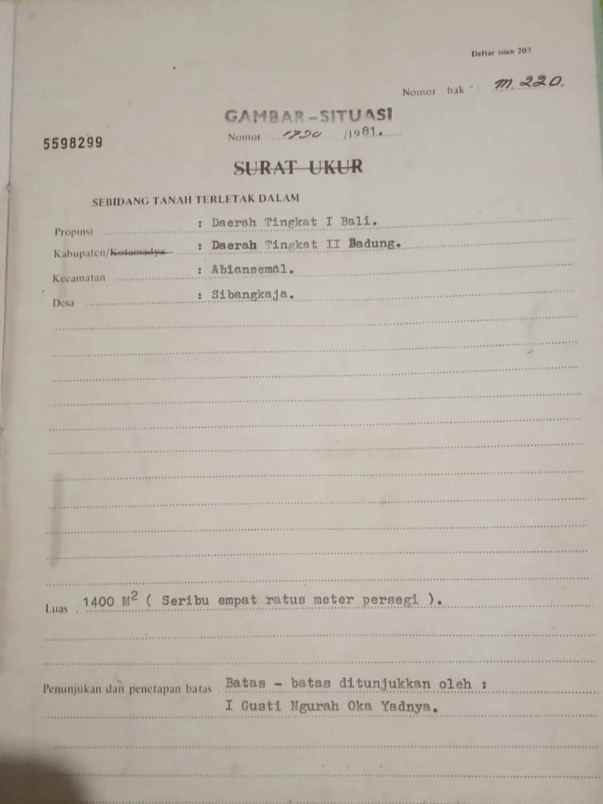 Daftar isian 207
Nomor hak : M. 220.
GAMBAR-SITUASI
5598299
Nomor 1790 /1981.
SURAT UKUR
SEBIDANG TANAH TERLETAK DALAM
Propinsi : Daerah Tingkat I Bali.
Kabupaten/Kotamadya : Daerah Tingkat II Badung.
Kecamatan : Abiansemal.
Desa : Sibangkaja.
Luas 1400 M2 ( Seribu empat ratus meter persegi ).
Penunjukan dan penetapan batas Batas - batas ditunjukkan oleh :
I Gusti Ngurah Oka Yadnya.